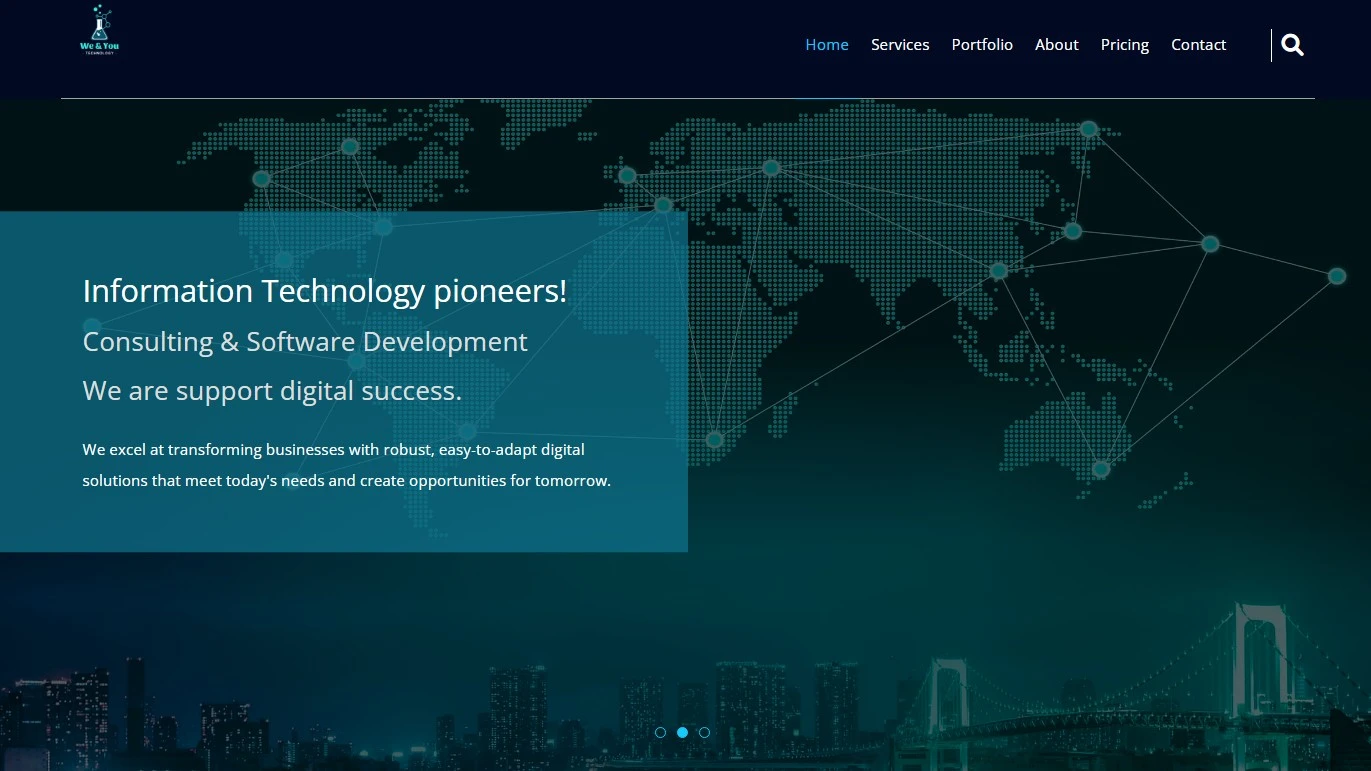 We & You
TECHNOLOGY
Home Services Portfolio About Pricing Contact
Information Technology pioneers!
Consulting & Software Development
We are support digital success.
We excel at transforming businesses with robust, easy-to-adapt digital
solutions that meet today's needs and create opportunities for tomorrow.